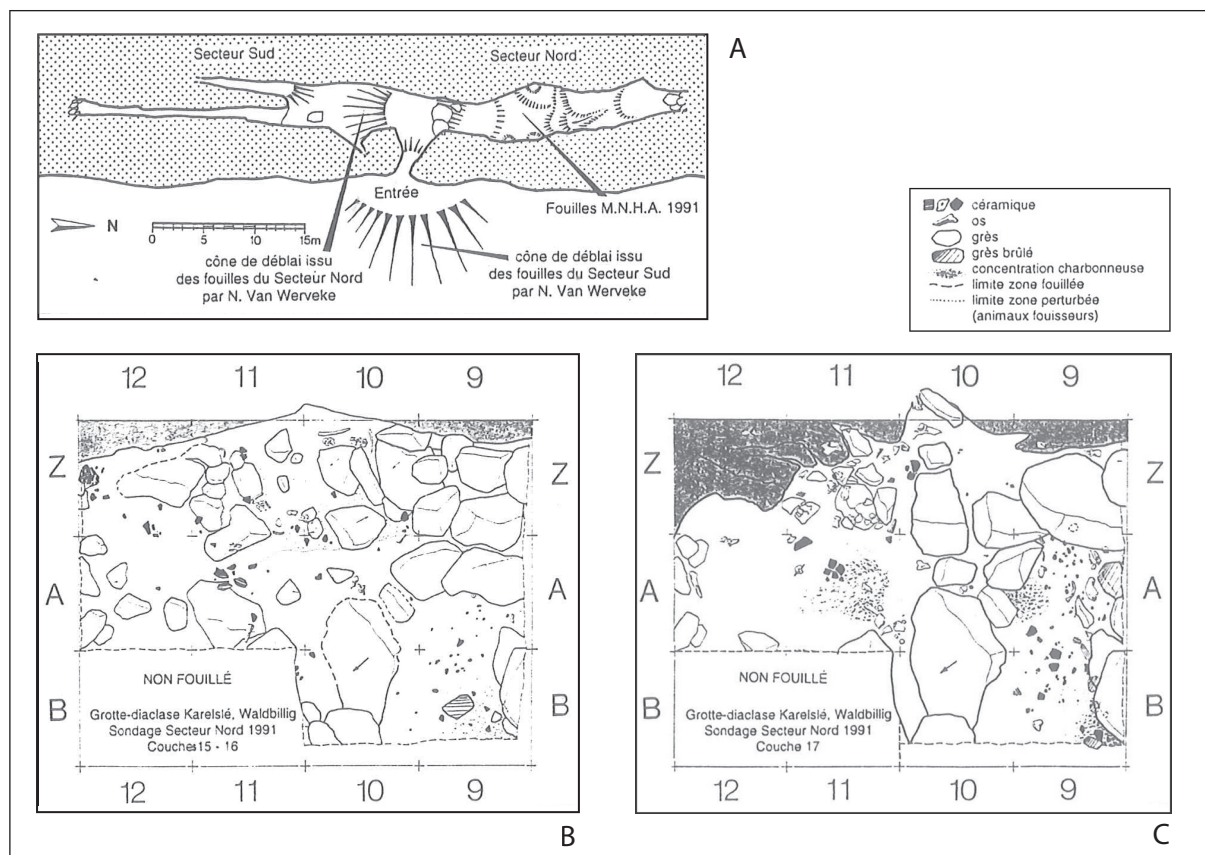 A
Secteur Sud
Secteur Nord
Entrée
Fouilles M.N.H.A. 1991
N
0 5 10 15m
cône de déblai issu
des fouilles du Secteur Nord
par N. Van Werveke
cône de déblai issu
des fouilles du Secteur Sud
par N. Van Werveke
céramique
os
grès
grès brûlé
concentration charbonneuse
limite zone fouillée
limite zone perturbée
(animaux fouisseurs)
12 11 10 9
Z Z
A A
B B
NON FOUILLÉ
Grotte-diaclase Karelslé, Waldbillig
Sondage Secteur Nord 1991
Couches 15 - 16
12 11 10 9
B
12 11 10 9
Z Z
A A
B B
NON FOUILLÉ
Grotte-diaclase Karelslé, Waldbillig
Sondage Secteur Nord 1991
Couche 17
12 11 10 9
C